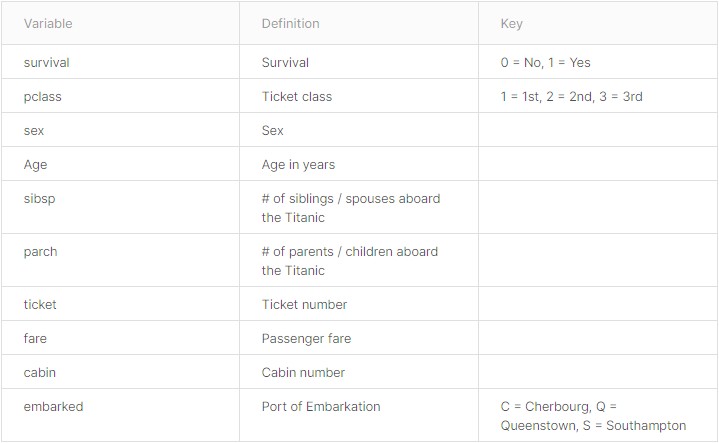 Variable Definition Key
survival Survival 0 = No, 1 = Yes
pclass Ticket class 1 = 1st, 2 = 2nd, 3 = 3rd
sex Sex
Age Age in years
sibsp # of siblings / spouses aboard
the Titanic
parch # of parents / children aboard
the Titanic
ticket Ticket number
fare Passenger fare
cabin Cabin number
embarked Port of Embarkation C = Cherbourg, Q =
Queenstown, S = Southampton